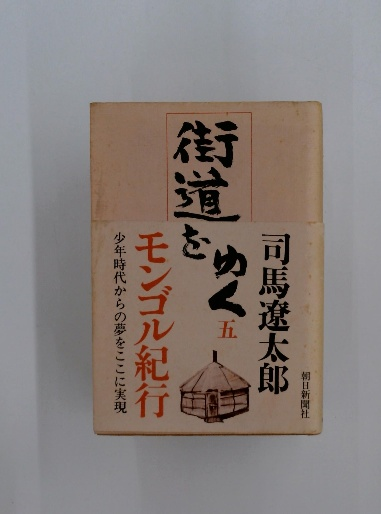 街道をゆく
五
司馬遼太郎
朝日新聞社
モンゴル紀行
少年時代からの夢をここに実現